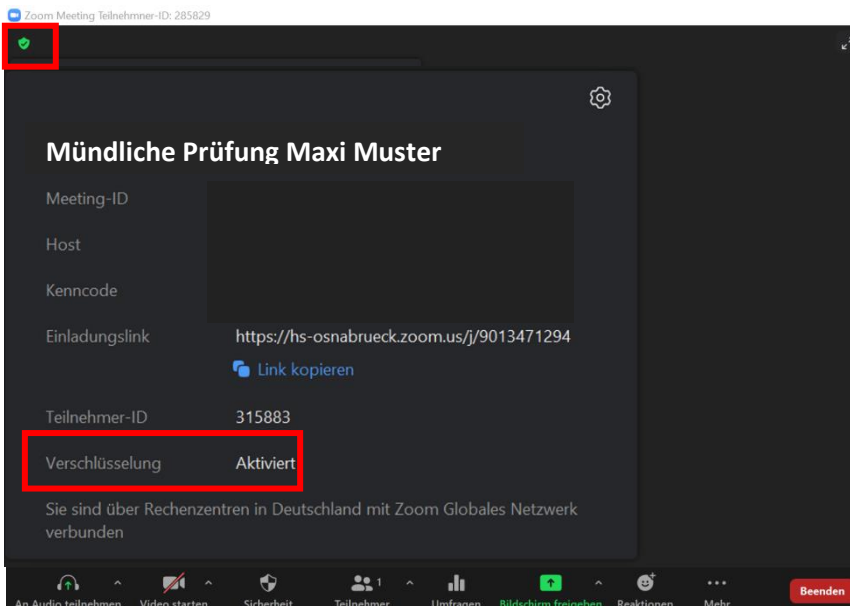 Zoom Meeting Teilnehmner-ID: 285829
Mündliche Prüfung Maxi Muster
Meeting-ID
Host
Kenncode
Einladungslink https://hs-osnabrueck.zoom.us/j/9013471294
Link kopieren
Teilnehmer-ID 315883
Verschlüsselung Aktiviert
Sie sind über Rechenzentren in Deutschland mit Zoom Globales Netzwerk
verbunden
1
An Audio teilnehmen Video starten Sicherheit Teilnehmer Umfragen Bildschirm freigeben Reaktionen Mehr Beenden